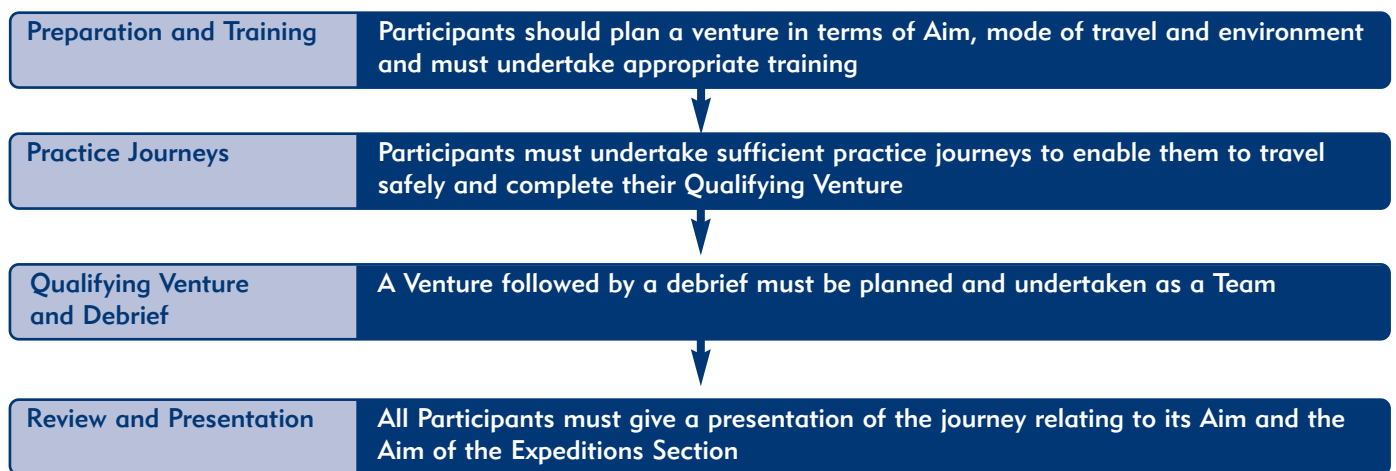 Preparation and Training
Participants should plan a venture in terms of Aim, mode of travel and environment
and must undertake appropriate training
Practice Journeys
Participants must undertake sufficient practice journeys to enable them to travel
safely and complete their Qualifying Venture
Qualifying Venture
and Debrief
A Venture followed by a debrief must be planned and undertaken as a Team
Review and Presentation
All Participants must give a presentation of the journey relating to its Aim and the
Aim of the Expeditions Section